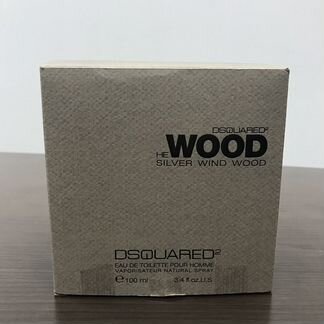 DSQUARED²
HE WOOD
SILVER WIND WOOD
DSQUARED²
EAU DE TOILETTE POUR HOMME
VAPORISATEUR NATURAL SPRAY
℮ 100 ml 3.4 fl.oz.U.S